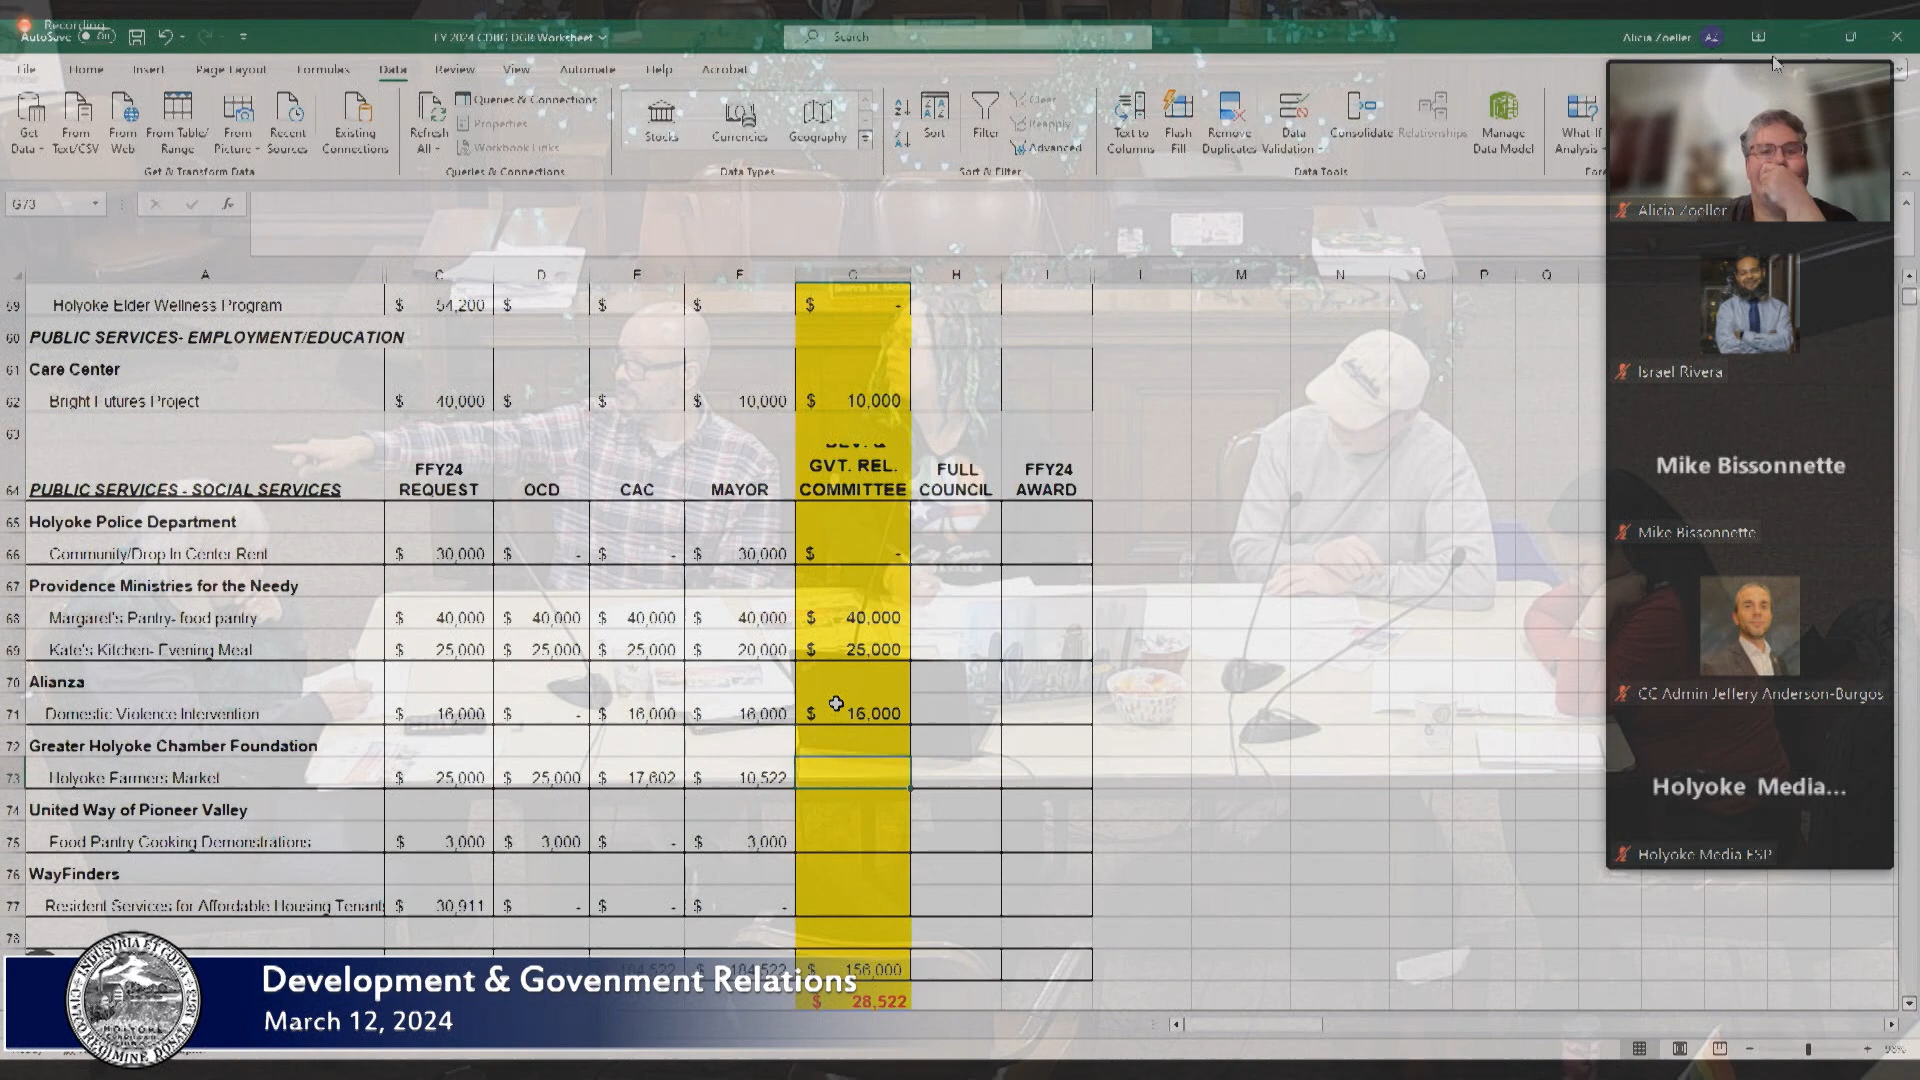 Recording
AutoSave On
FY 2024 CDBG DGR Worksheet
Search
Alicia Zoeller AZ
File Home Insert Page Layout Formulas Data Review View Automate Help Acrobat
Get Data
From Text/CSV
From Web
From Table/ Range
From Picture
Recent Sources
Existing Connections
Get & Transform Data
Refresh All
Queries & Connections
Properties
Workbook Links
Queries & Connections
Stocks Currencies Geography
Data Types
Sort Filter
Clear
Reapply
Advanced
Sort & Filter
Text to Columns
Flash Fill
Remove Duplicates
Data Validation
Consolidate
Relationships
Manage Data Model
Data Tools
What-If Analysis
G73
A C D E F G H I L M N O P Q
59 Holyoke Elder Wellness Program $ 54,200 $ $ $ $ -
60 PUBLIC SERVICES- EMPLOYMENT/EDUCATION
61 Care Center
62 Bright Futures Project $ 40,000 $ $ $ 10,000 $ 10,000
63
64 PUBLIC SERVICES - SOCIAL SERVICES FFY24 REQUEST OCD CAC MAYOR GVT. REL. COMMITTEE FULL COUNCIL FFY24 AWARD
65 Holyoke Police Department
66 Community/Drop In Center Rent $ 30,000 $ - $ - $ 30,000 $ -
67 Providence Ministries for the Needy
68 Margaret's Pantry- food pantry $ 40,000 $ 40,000 $ 40,000 $ 40,000 $ 40,000
69 Kate's Kitchen- Evening Meal $ 25,000 $ 25,000 $ 25,000 $ 20,000 $ 25,000
70 Alianza
71 Domestic Violence Intervention $ 16,000 $ - $ 16,000 $ 16,000 $ 16,000
72 Greater Holyoke Chamber Foundation
73 Holyoke Farmers Market $ 25,000 $ 25,000 $ 17,602 $ 10,522
74 United Way of Pioneer Valley
75 Food Pantry Cooking Demonstrations $ 3,000 $ 3,000 $ - $ 3,000
76 WayFinders
77 Resident Services for Affordable Housing Tenants $ 30,911 $ - $ - $ -
78
184,522 $ 184,522 $ 156,000
$ 28,522
Alicia Zoeller
Israel Rivera
Mike Bissonnette
Mike Bissonnette
CC Admin Jeffery Anderson-Burgos
Holyoke Media...
Holyoke Media ESP
Development & Govenment Relations
March 12, 2024